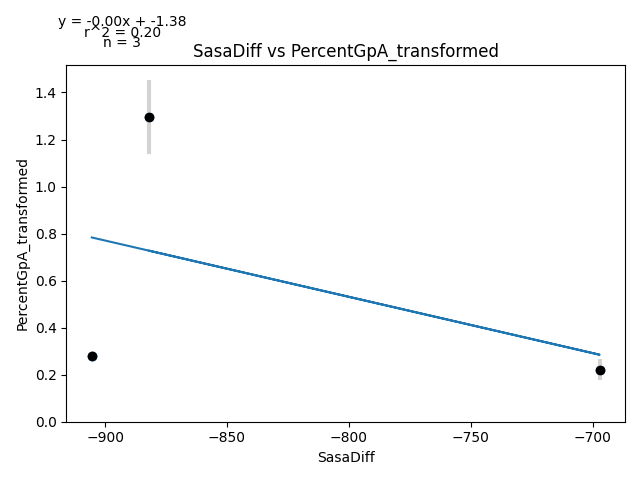 y = -0.00x + -1.38
r^2 = 0.20
n = 3
SasaDiff vs PercentGpA_transformed
PercentGpA_transformed
1.4
1.2
1.0
0.8
0.6
0.4
0.2
0.0
−900
−850
−800
−750
−700
SasaDiff